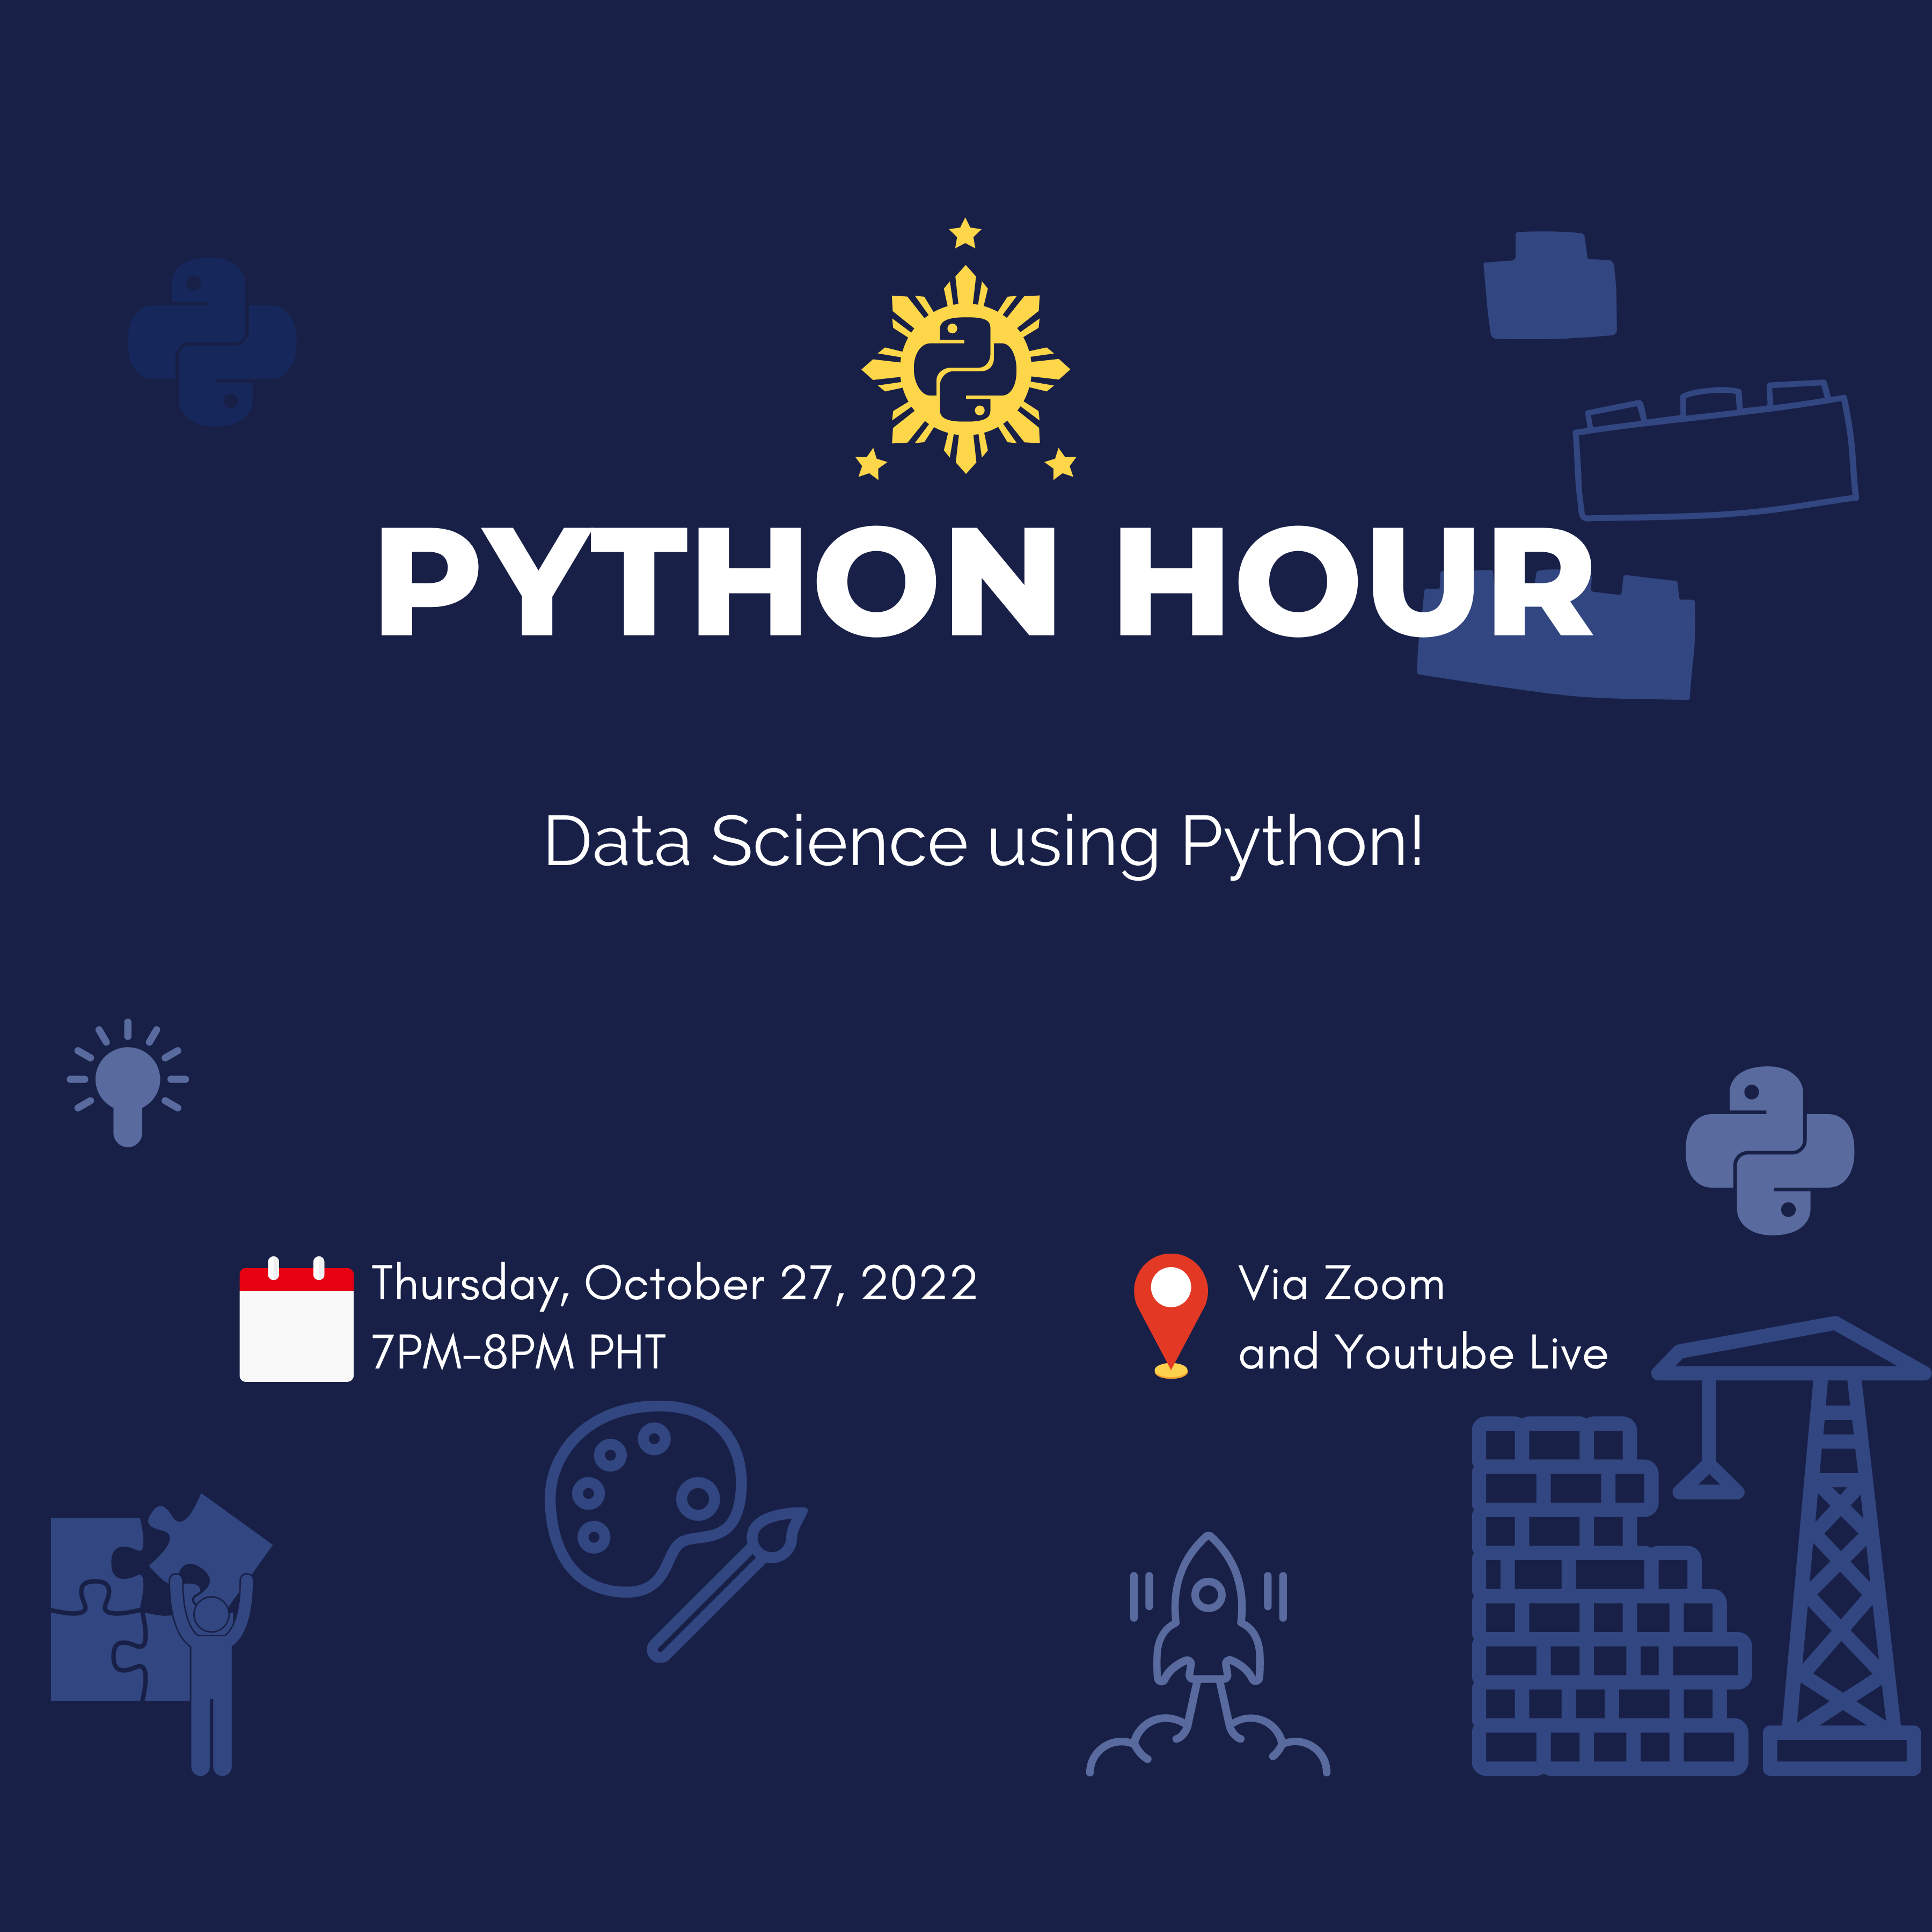 PYTHON HOUR
Data Science using Python!
Thursday, October 27, 2022
7PM-8PM PHT
Via Zoom
and Youtube Live